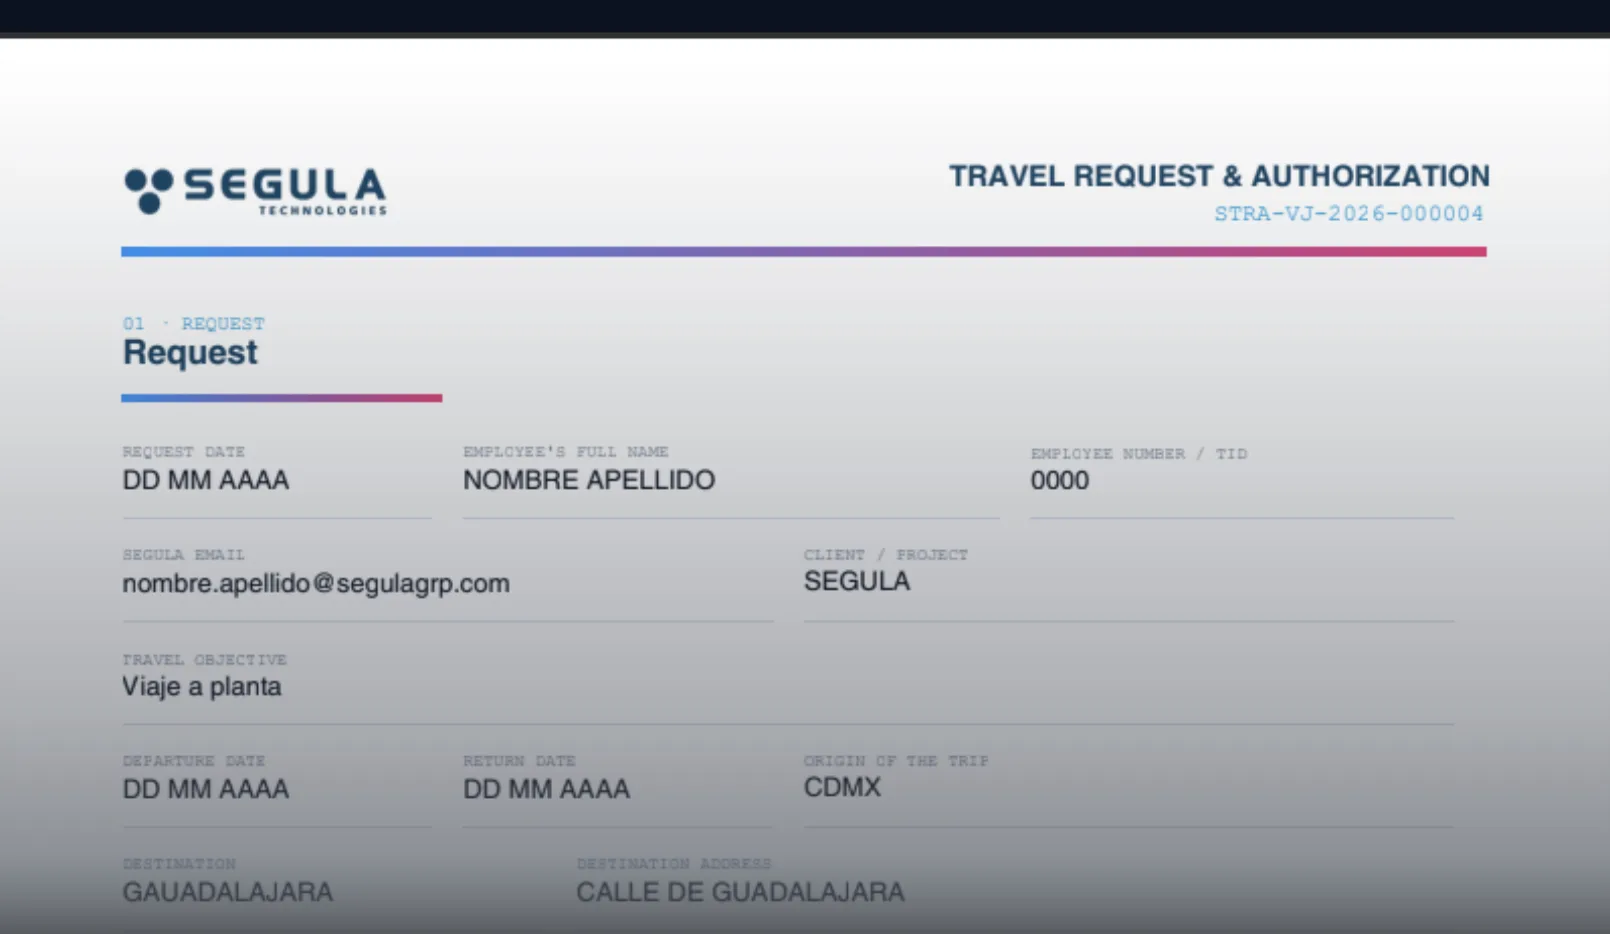 SEGULA
TECHNOLOGIES
TRAVEL REQUEST & AUTHORIZATION
STRA-VJ-2026-000004
01 · REQUEST
Request
REQUEST DATE
DD MM AAAA
EMPLOYEE'S FULL NAME
NOMBRE APELLIDO
EMPLOYEE NUMBER / TID
0000
SEGULA EMAIL
nombre.apellido@segulagrp.com
CLIENT / PROJECT
SEGULA
TRAVEL OBJECTIVE
Viaje a planta
DEPARTURE DATE
DD MM AAAA
RETURN DATE
DD MM AAAA
ORIGIN OF THE TRIP
CDMX
DESTINATION
GAUADALAJARA
DESTINATION ADDRESS
CALLE DE GUADALAJARA